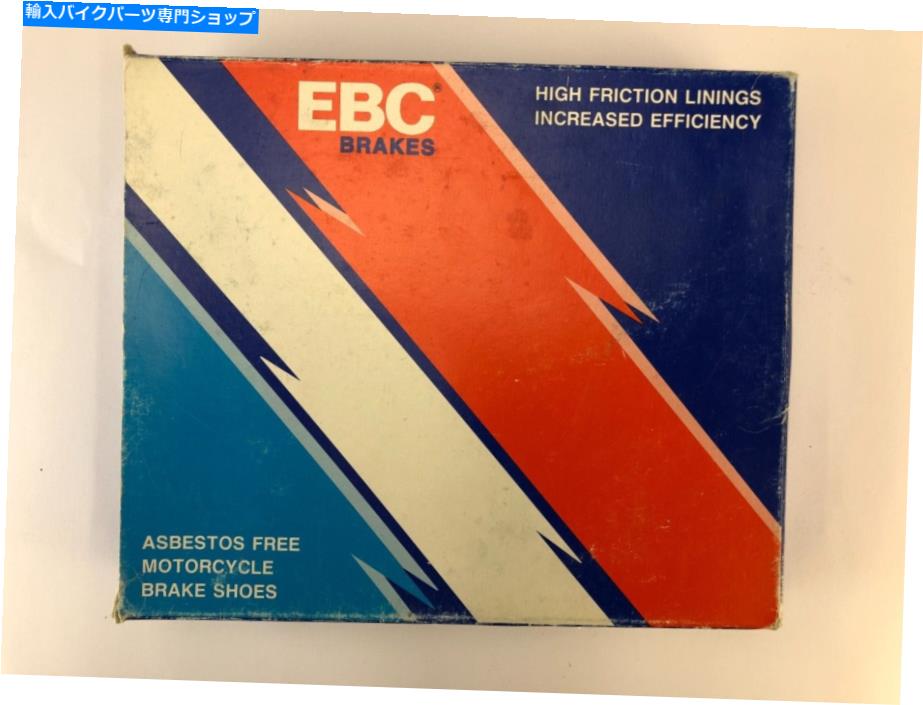 輸入バイクパーツ専門ショップ
EBC®
BRAKES
HIGH FRICTION LININGS
INCREASED EFFICIENCY
ASBESTOS FREE
MOTORCYCLE
BRAKE SHOES